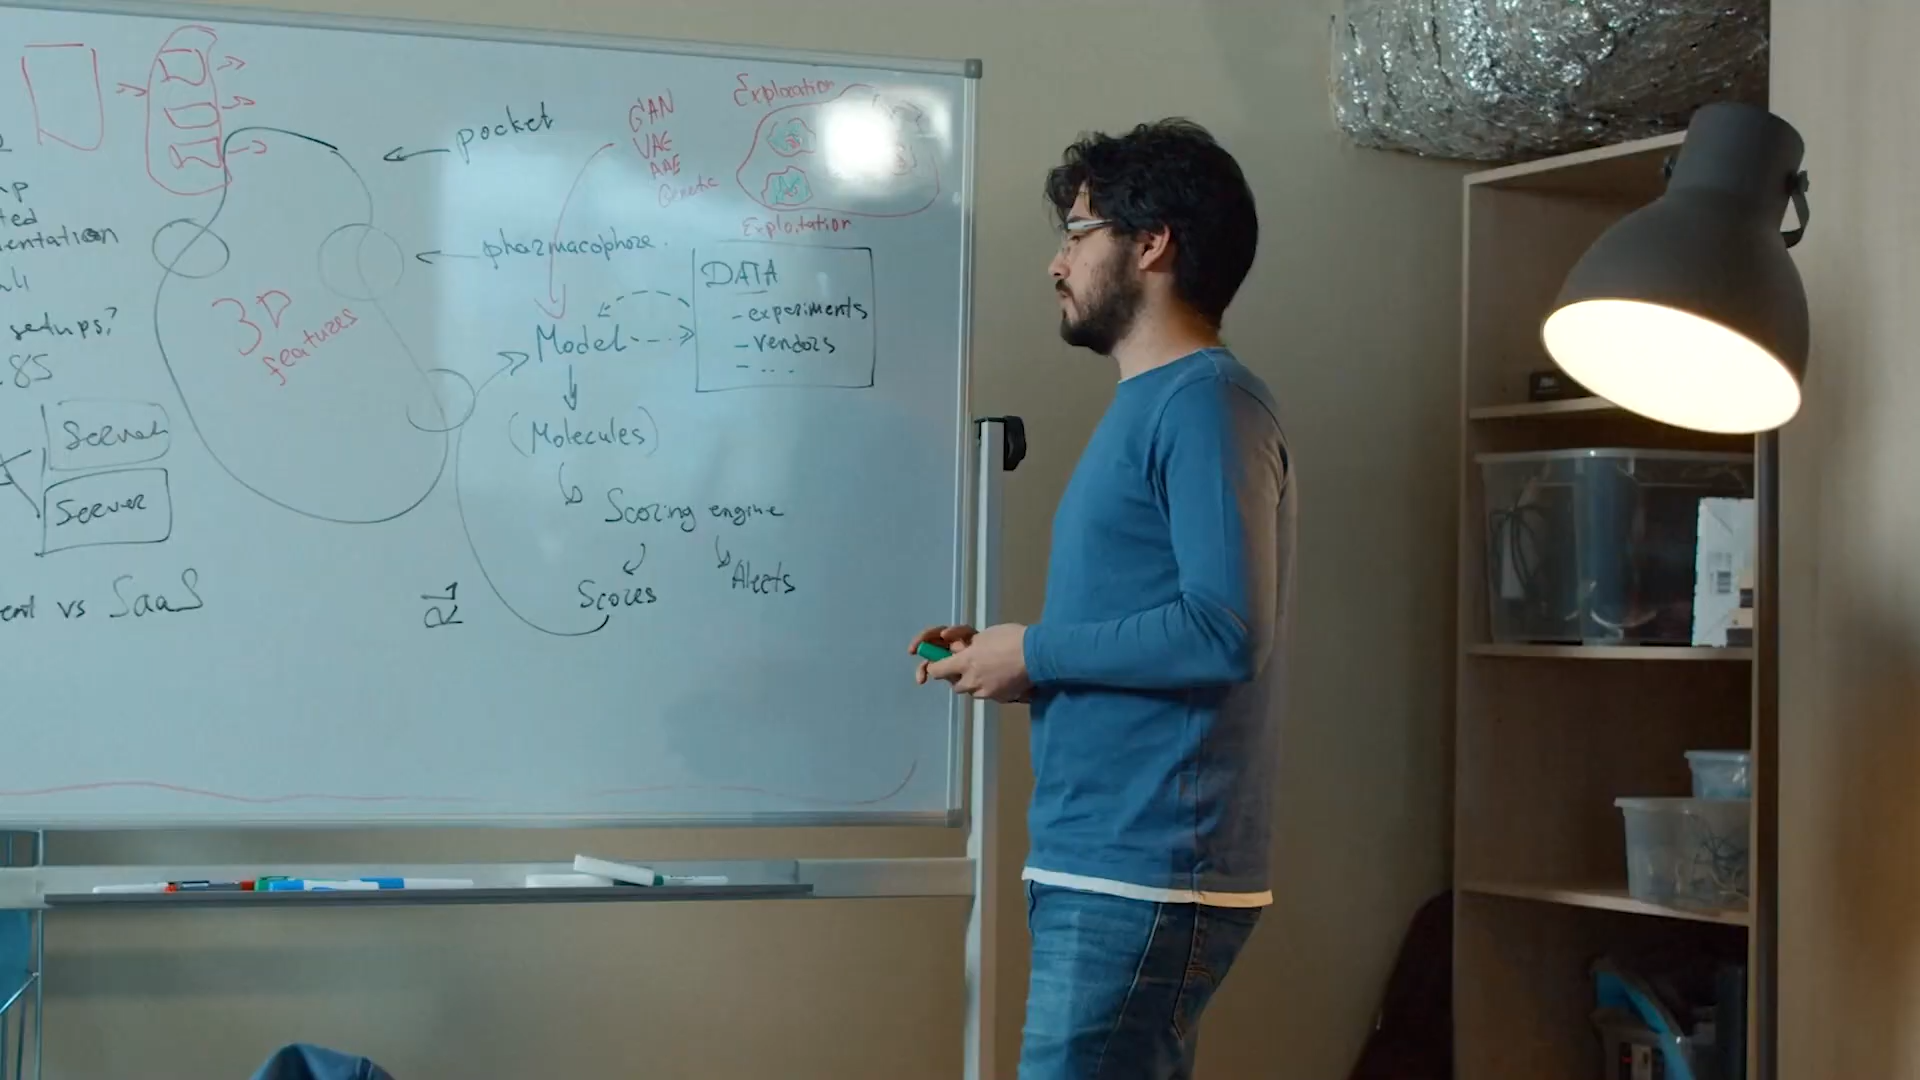 pocket
GAN
VAE
AAE
Genetic
Exploration
Exploitation
pharmacophore.
3D
features
DATA
- experiments
- vendors
- ...
Model
(Molecules)
Scoring engine
Scores
Alerts
setups?
85
Server
Server
vs SaaS